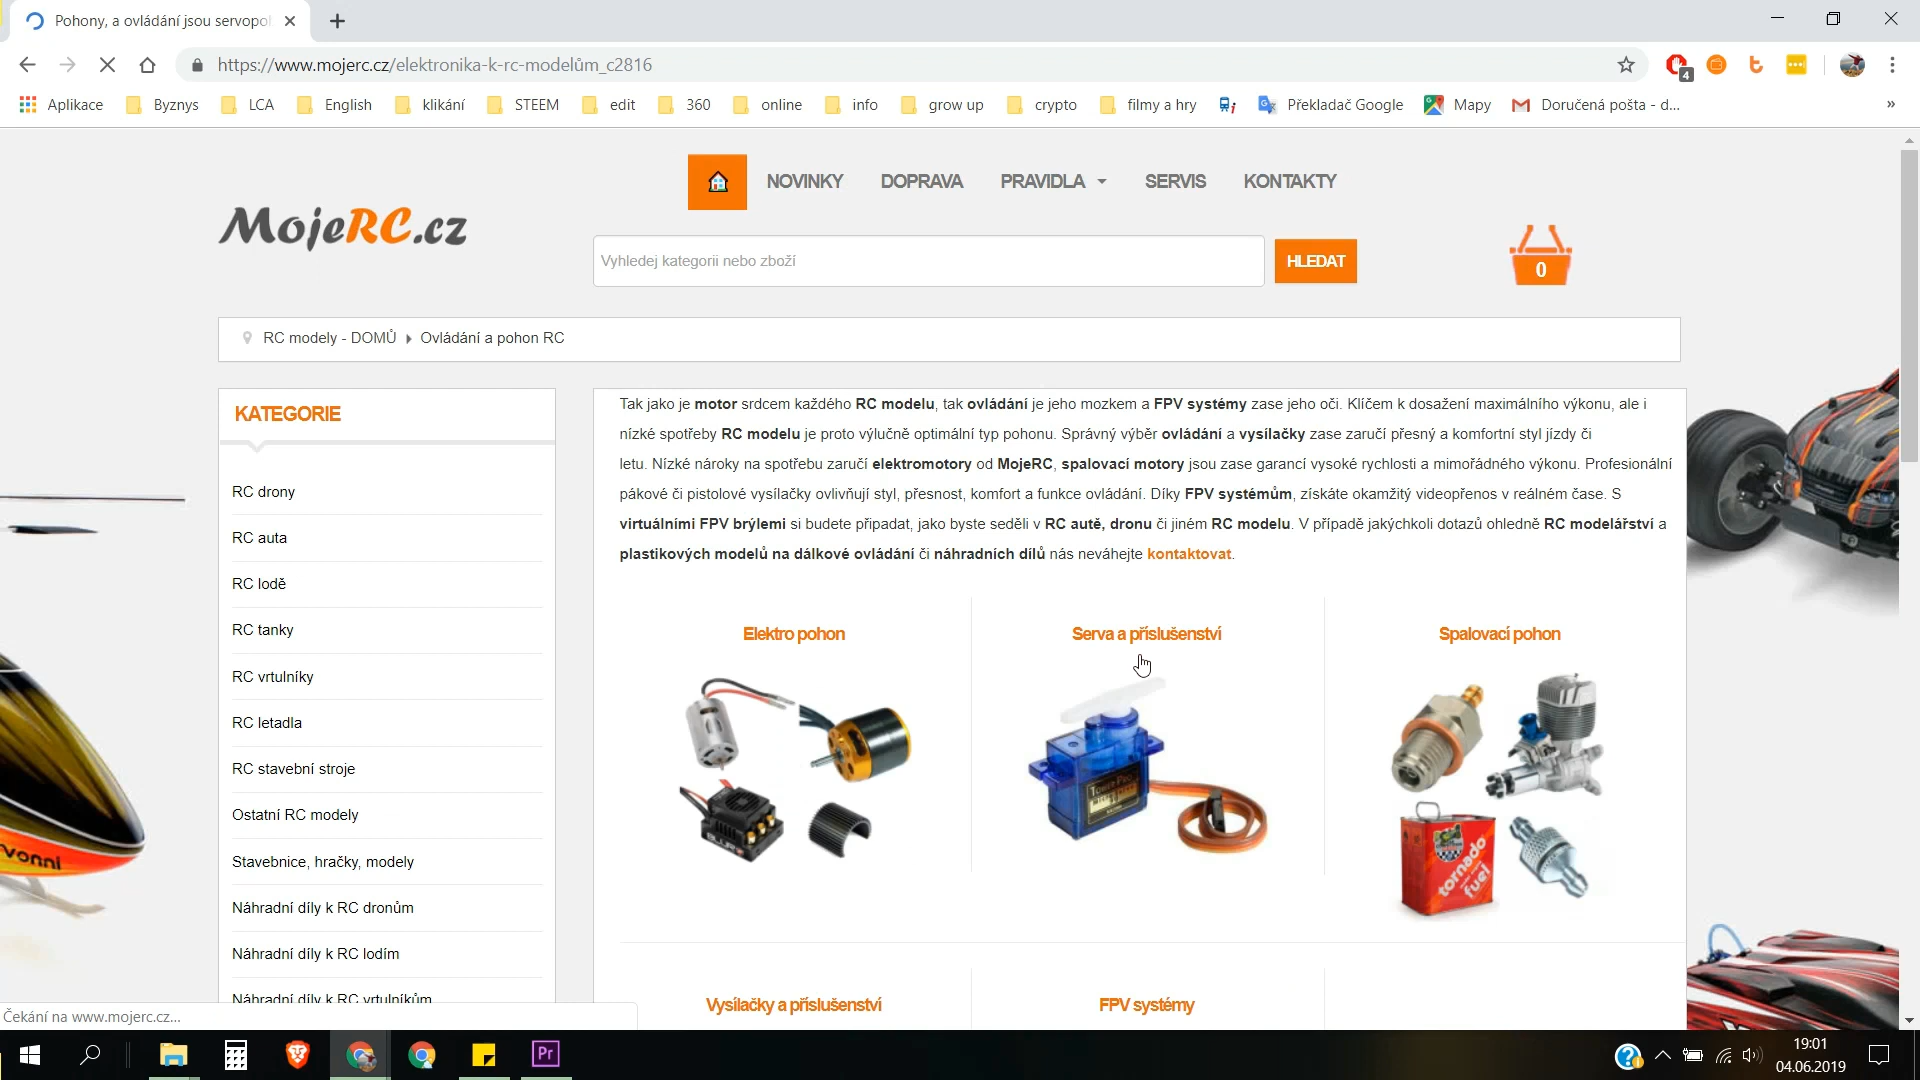 Pohony, a ovládání jsou servopoh
https://www.mojerc.cz/elektronika-k-rc-modelům_c2816
4
Aplikace
Byznys
LCA
English
klikání
STEEM
edit
360
online
info
grow up
crypto
filmy a hry
Překladač Google
Mapy
Doručená pošta - d...
»
NOVINKY
DOPRAVA
PRAVIDLA
SERVIS
KONTAKTY
MojeRC.cz
Vyhledej kategorii nebo zboží
HLEDAT
0
RC modely - DOMŮ
Ovládání a pohon RC
KATEGORIE
RC drony
RC auta
RC lodě
RC tanky
RC vrtulníky
RC letadla
RC stavební stroje
Ostatní RC modely
Stavebnice, hračky, modely
Náhradní díly k RC dronům
Náhradní díly k RC lodím
Náhradní díly k RC vrtulníkům
Tak jako je motor srdcem každého RC modelu, tak ovládání je jeho mozkem a FPV systémy zase jeho oči. Klíčem k dosažení maximálního výkonu, ale i
nízké spotřeby RC modelu je proto výlučně optimální typ pohonu. Správný výběr ovládání a vysílačky zase zaručí přesný a komfortní styl jízdy či
letu. Nízké nároky na spotřebu zaručí elektromotory od MojeRC, spalovací motory jsou zase garancí vysoké rychlosti a mimořádného výkonu. Profesionální
pákové či pistolové vysílačky ovlivňují styl, přesnost, komfort a funkce ovládání. Díky FPV systémům, získáte okamžitý videopřenos v reálném čase. S
virtuálními FPV brýlemi si budete připadat, jako byste seděli v RC autě, dronu či jiném RC modelu. V případě jakýchkoli dotazů ohledně RC modelářství a
plastikových modelů na dálkové ovládání či náhradních dílů nás neváhejte kontaktovat.
Elektro pohon
Serva a příslušenství
Spalovací pohon
TOWER PRO
tornado
fuel
Vysílačky a příslušenství
FPV systémy
Čekání na www.mojerc.cz...
Pr
19:01
04.06.2019